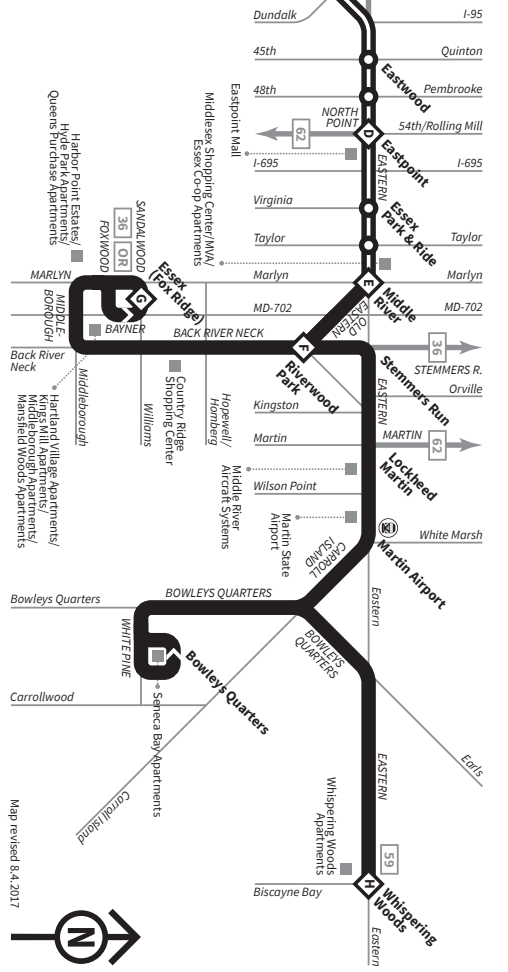 Dundalk
I-95
45th
Quinton
Eastwood
48th
Pembrooke
NORTH
POINT
62
D
54th/Rolling Mill
Eastpoint Mall
Eastpoint
I-695
EASTERN
I-695
Middlesex Shopping Center/MVA/
Essex Co-op Apartments
Virginia
Essex
Park & Ride
Taylor
Taylor
Harbor Point Estates/
Hyde Park Apartments/
Queens Purchase Apartments
SANDALWOOD
36 OR
FOXWOOD
Essex
(Fox Ridge)
MARLYN
Marlyn
E
Marlyn
Middle
River
G
MIDDLE-
BOROUGH
BAYNER
MD-702
MD-702
OLD
EASTERN
BACK RIVER NECK
F
36
Back River
Neck
Riverwood
Park
Stemmers Run
STEMMERS R.
Middleborough
Williams
Country Ridge
Shopping Center
Hopewell/
Homberg
EASTERN
Orville
Kingston
Hartland Village Apartments/
Kings Mill Apartments/
Middleborough Apartments/
Mansfield Woods Apartments
Martin
MARTIN
62
Lockheed
Martin
Middle River
Aircraft Systems
Wilson Point
Martin State
Airport
White Marsh
Martin Airport
CARROLL
ISLAND
Eastern
Bowleys Quarters
BOWLEYS QUARTERS
WHITE PINE
BOWLEYS
QUARTERS
Bowleys Quarters
Carrollwood
Seneca Bay Apartments
Earls
EASTERN
Carroll Island
Whispering Woods
Apartments
59
Map revised 8.4.2017
Biscayne Bay
H
Whispering
Woods
Eastern
N